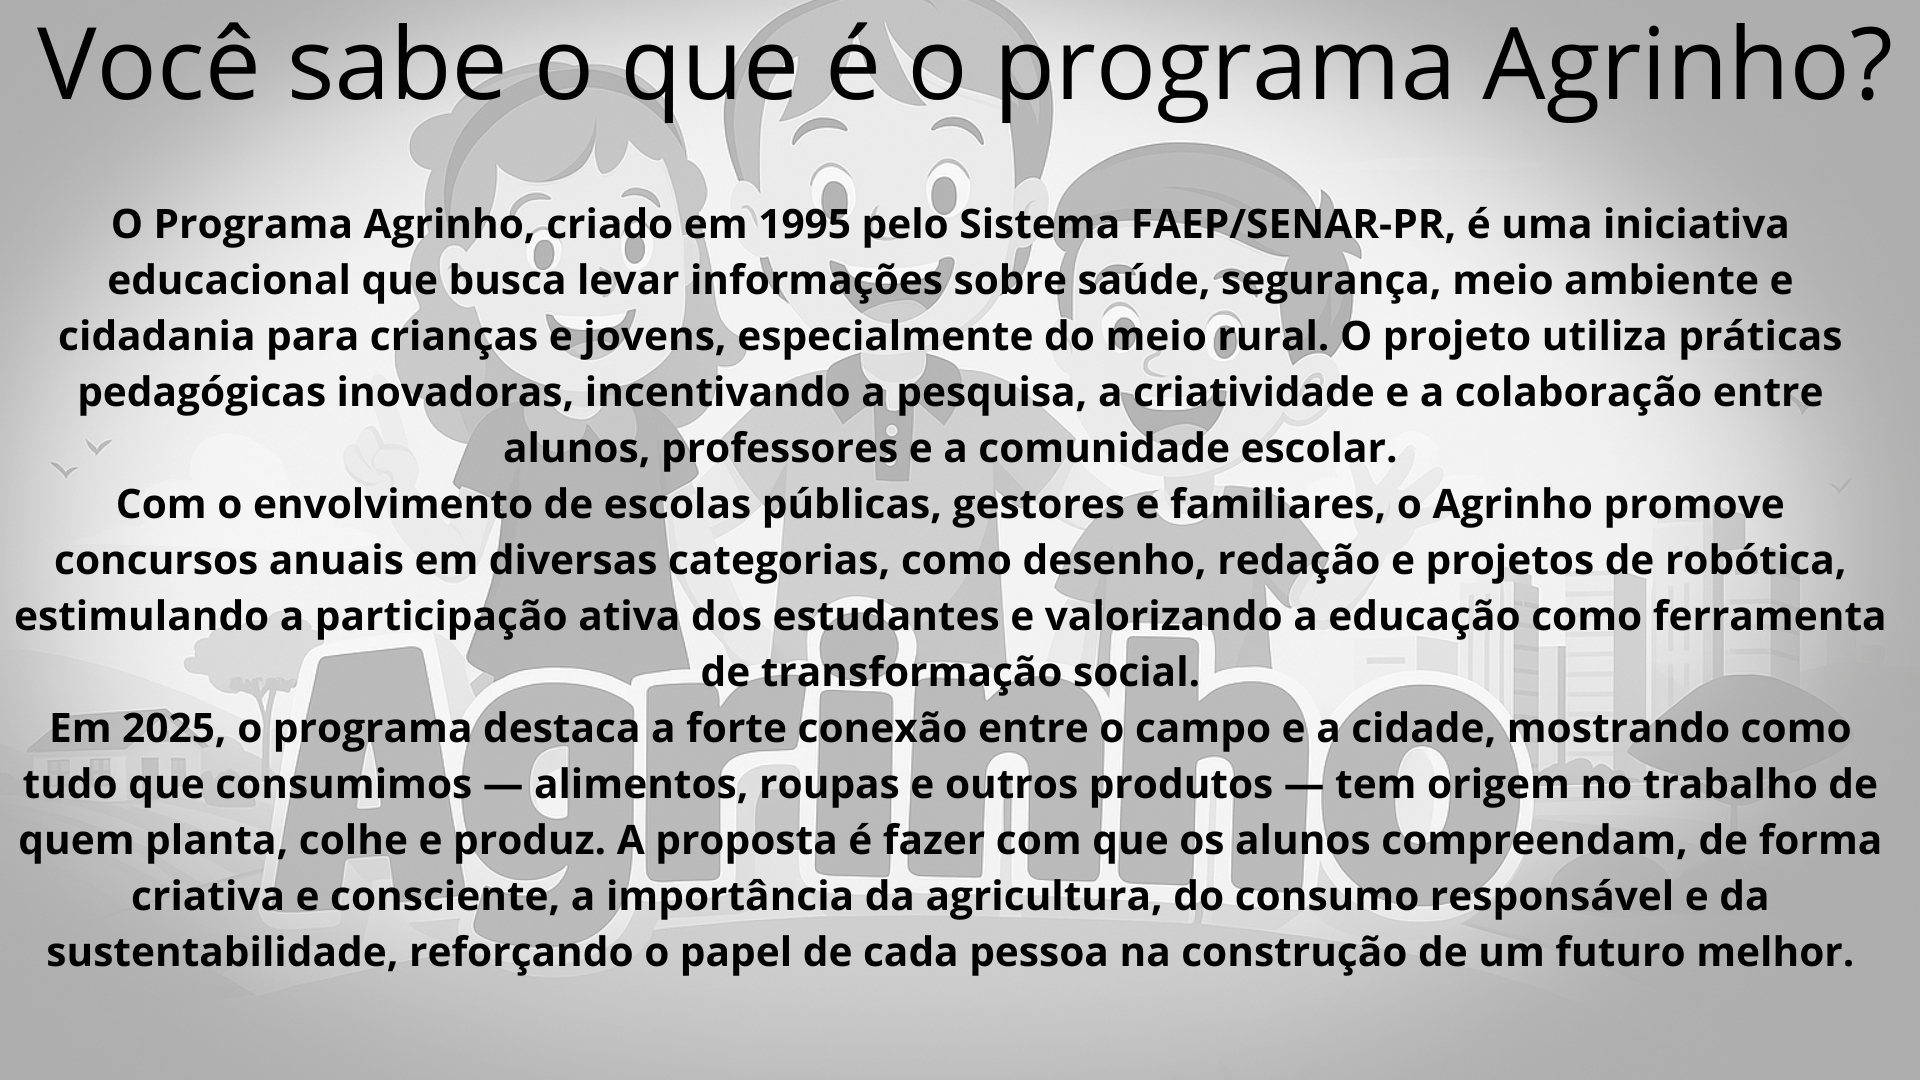 Você sabe o que é o programa Agrinho?
O Programa Agrinho, criado em 1995 pelo Sistema FAEP/SENAR-PR, é uma iniciativa
educacional que busca levar informações sobre saúde, segurança, meio ambiente e
cidadania para crianças e jovens, especialmente do meio rural. O projeto utiliza práticas
pedagógicas inovadoras, incentivando a pesquisa, a criatividade e a colaboração entre
alunos, professores e a comunidade escolar.
Com o envolvimento de escolas públicas, gestores e familiares, o Agrinho promove
concursos anuais em diversas categorias, como desenho, redação e projetos de robótica,
estimulando a participação ativa dos estudantes e valorizando a educação como ferramenta
de transformação social.
Em 2025, o programa destaca a forte conexão entre o campo e a cidade, mostrando como
tudo que consumimos — alimentos, roupas e outros produtos — tem origem no trabalho de
quem planta, colhe e produz. A proposta é fazer com que os alunos compreendam, de forma
criativa e consciente, a importância da agricultura, do consumo responsável e da
sustentabilidade, reforçando o papel de cada pessoa na construção de um futuro melhor.
Agrinho